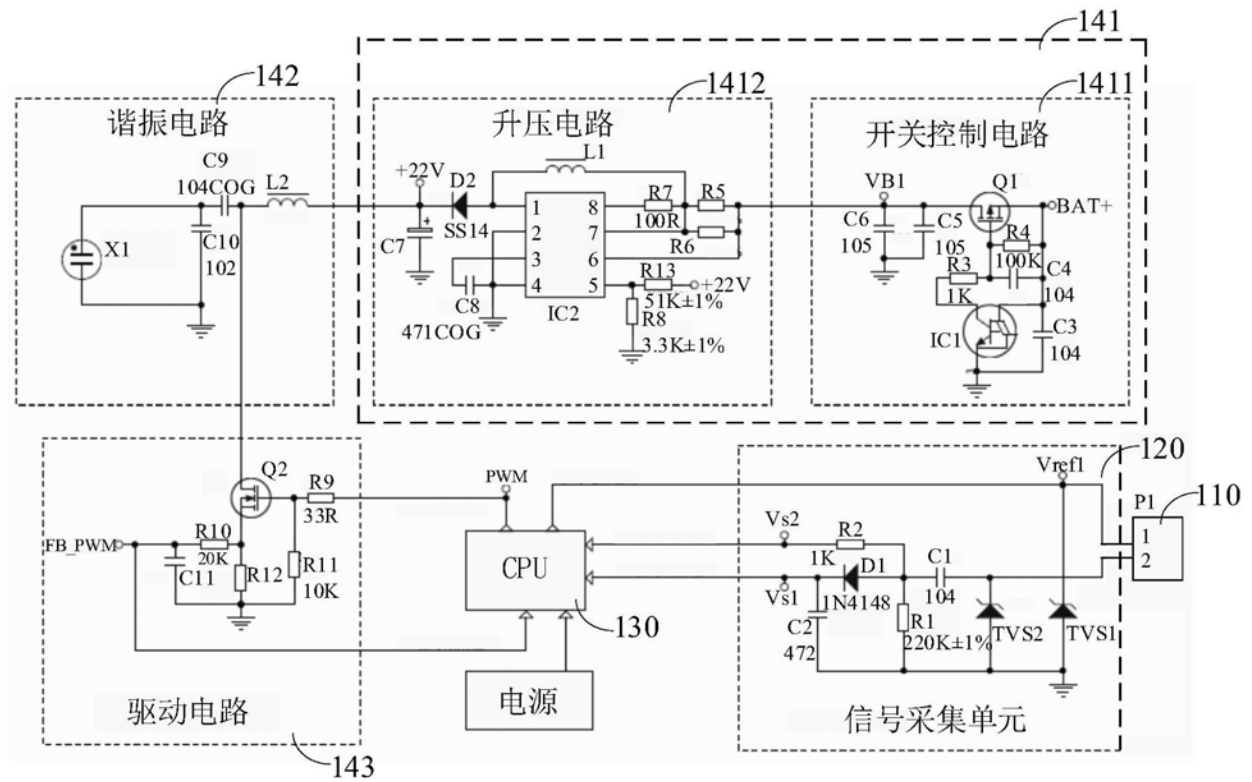 141
142
1412
1411
谐振电路
升压电路
开关控制电路
C9
104COG
L2
+22V
D2
SS14
L1
R7
100R
R5
R6
VB1
Q1
BAT+
X1
C10
102
C7
1
2
3
4
8
7
6
5
IC2
C8
471COG
R13
+22V
51K±1%
R8
3.3K±1%
C6
105
C5
105
R4
100K
R3
1K
C4
104
IC1
C3
104
Q2
R9
33R
PWM
Vref1
120
P1
110
1
2
FB_PWM
R10
20K
C11
R12
R11
10K
CPU
130
Vs2
R2
1K
D1
1N4148
C1
104
Vs1
C2
472
R1
220K±1%
TVS2
TVS1
驱动电路
电源
信号采集单元
143